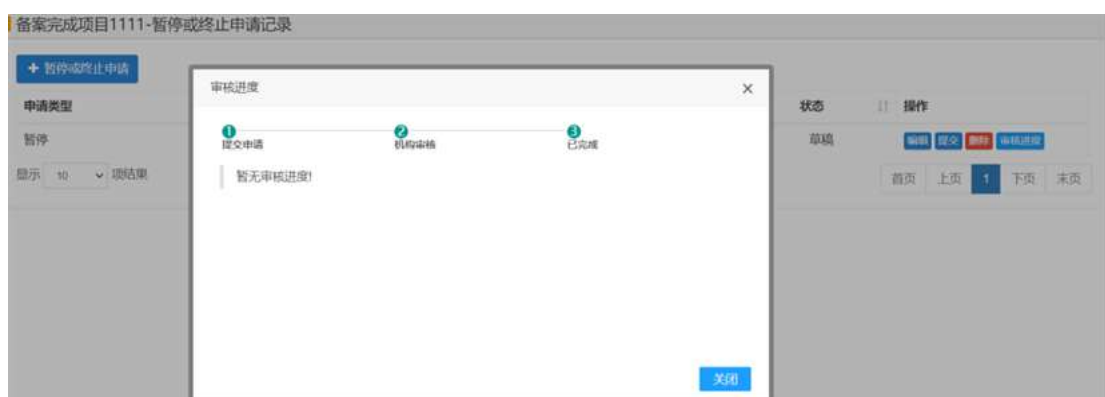 备案完成项目1111-暂停或终止申请记录
+ 暂停或终止申请
审核进度 ×
申请类型 状态 操作
1 2 3
提交申请 机构审核 已完成
暂停 草稿 编辑 提交 删除 审核进度
显示 10 项结果 首页 上页 1 下页 末页
暂无审核进度!
关闭